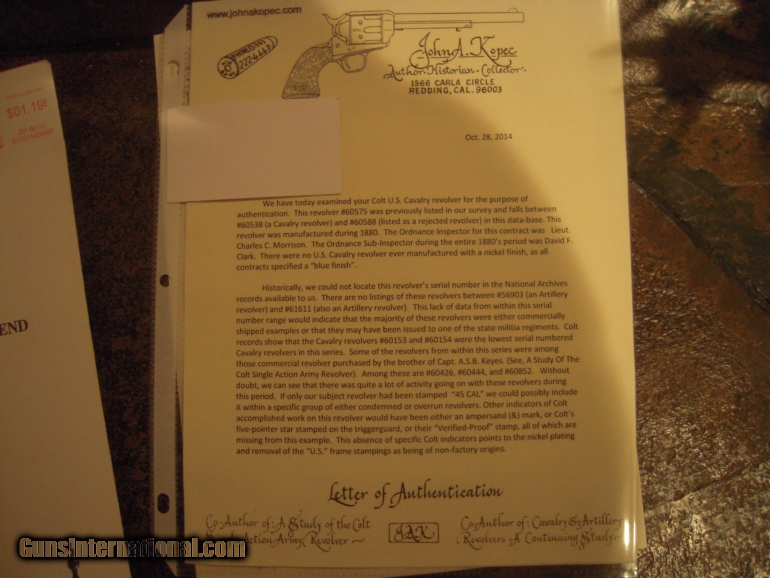 www.johnakopec.com
John A. Kopec
Author·Historian·Collector
1366 CARLA CIRCLE
REDDING, CAL. 96003
222-4440
$01.19
Oct. 28, 2014
We have today examined your Colt U.S. Cavalry revolver for the purpose of
authentication. This revolver #60575 was previously listed in our survey and falls between
#60538 (a Cavalry revolver) and #60588 (listed as a rejected revolver) in this data-base. This
revolver was manufactured during 1880. The Ordnance Inspector for this contract was Lieut.
Charles C. Morrison. The Ordnance Sub-Inspector during the entire 1880's period was David F.
Clark. There were no U.S. Cavalry revolver ever manufactured with a nickel finish, as all
contracts specified a "blue finish".
Historically, we could not locate this revolver's serial number in the National Archives
records available to us. There are no listings of these revolvers between #56903 (an Artillery
revolver) and #61611 (also an Artillery revolver). This lack of data from within this serial
number range would indicate that the majority of these revolvers were either commercially
shipped examples or that they may have been issued to one of the state militia regiments. Colt
records show that the Cavalry revolvers #60153 and #60154 were the lowest serial numbered
Cavalry revolvers in this series. Some of the revolvers from within this series were among
those commercial revolver purchased by the brother of Capt. A.S.B. Keyes. (See, A Study Of The
Colt Single Action Army Revolver). Among these are #60426, #60444, and #60852. Without
doubt, we can see that there was quite a lot of activity going on with these revolvers during
this period. If only our subject revolver had been stamped "45 CAL" we could possibly include
it within a specific group of either condemned or overrun revolvers. Other indicators of Colt
accomplished work on this revolver would have been either an ampersand (&) mark, or Colt's
five-pointer star stamped on the triggerguard, or their "Verified-Proof" stamp, all of which are
missing from this example. This absence of specific Colt indicators points to the nickel plating
and removal of the "U.S." frame stampings as being of non-factory origins.
END
Letter of Authentication
Co-Author of: A Study of the Colt
Action Army Revolver
JAK
Co-Author of: Cavalry & Artillery
Revolvers A Continuing Study
GunsInternational.com